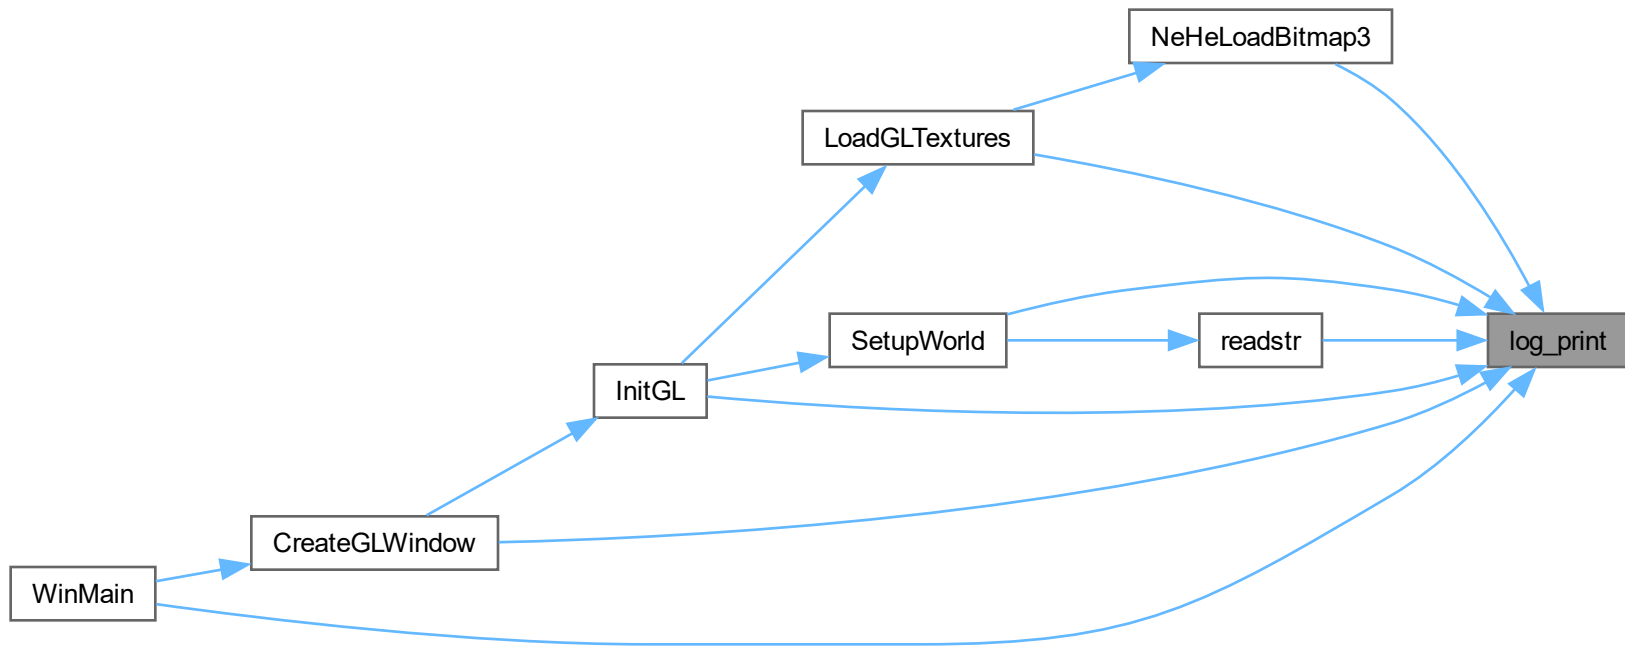 NeHeLoadBitmap3
LoadGLTextures
SetupWorld
readstr
log_print
InitGL
CreateGLWindow
WinMain